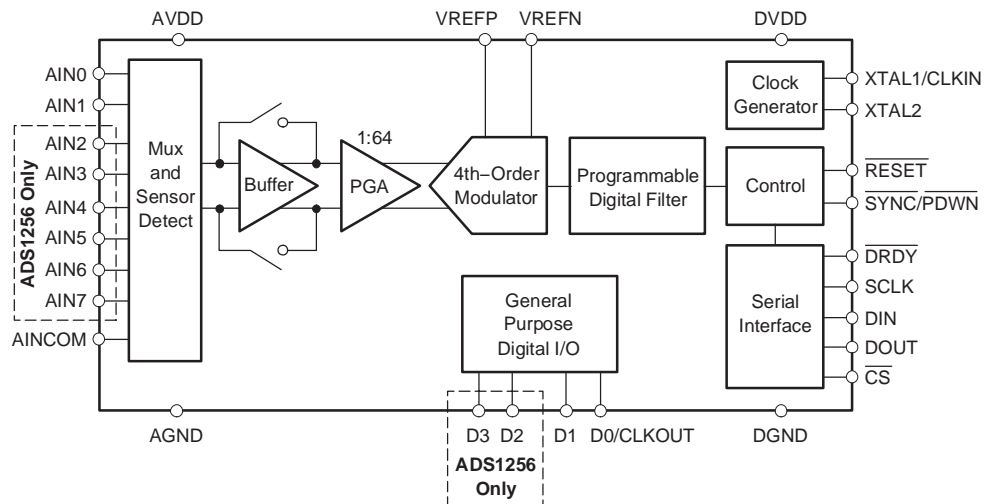 AVDD
VREFP
VREFN
DVDD
AIN0
AIN1
AIN2
AIN3
AIN4
AIN5
AIN6
AIN7
AINCOM
ADS1256 Only
Mux
and
Sensor
Detect
Buffer
1:64
PGA
4th–Order
Modulator
Programmable
Digital Filter
Clock
Generator
XTAL1/CLKIN
XTAL2
Control
RESET
SYNC/PDWN
Serial
Interface
DRDY
SCLK
DIN
DOUT
CS
General
Purpose
Digital I/O
AGND
D3
D2
D1
D0/CLKOUT
DGND
ADS1256
Only